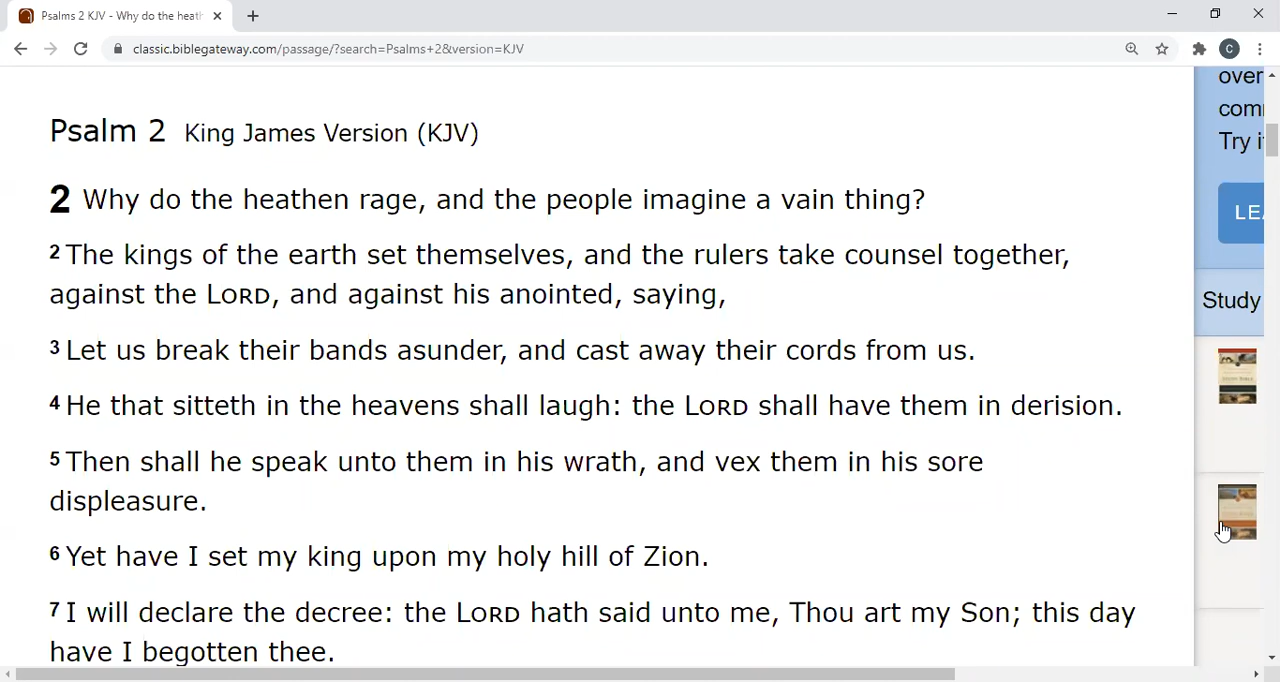 Psalms 2 KJV - Why do the heath
classic.biblegateway.com/passage/?search=Psalms+2&version=KJV
C
over
Psalm 2 King James Version (KJV)
Try i
2 Why do the heathen rage, and the people imagine a vain thing?
LE
2 The kings of the earth set themselves, and the rulers take counsel together,
against the LORD, and against his anointed, saying,
Study
3 Let us break their bands asunder, and cast away their cords from us.
4 He that sitteth in the heavens shall laugh: the LORD shall have them in derision.
5 Then shall he speak unto them in his wrath, and vex them in his sore
displeasure.
6 Yet have I set my king upon my holy hill of Zion.
7 I will declare the decree: the LORD hath said unto me, Thou art my Son; this day
have I begotten thee.